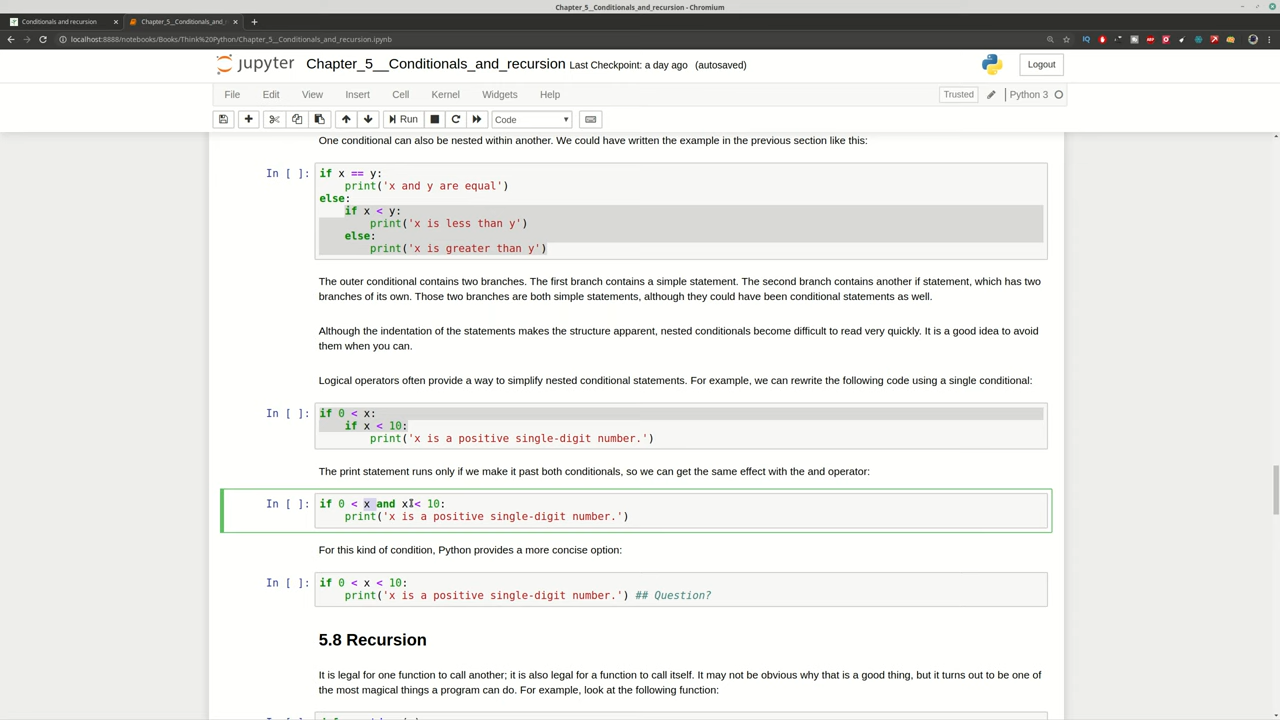 Chapter_5__Conditionals_and_recursion - Chromium
Conditionals and recursion
Chapter_5__Conditionals_and_
localhost:8888/notebooks/Books/Think%20Python/Chapter_5__Conditionals_and_recursion.ipynb
jupyter Chapter_5__Conditionals_and_recursion Last Checkpoint: a day ago (autosaved) Logout
File Edit View Insert Cell Kernel Widgets Help Trusted Python 3
Run Code
One conditional can also be nested within another. We could have written the example in the previous section like this:
In [ ]: if x == y:
print('x and y are equal')
else:
if x < y:
print('x is less than y')
else:
print('x is greater than y')
The outer conditional contains two branches. The first branch contains a simple statement. The second branch contains another if statement, which has two
branches of its own. Those two branches are both simple statements, although they could have been conditional statements as well.
Although the indentation of the statements makes the structure apparent, nested conditionals become difficult to read very quickly. It is a good idea to avoid
them when you can.
Logical operators often provide a way to simplify nested conditional statements. For example, we can rewrite the following code using a single conditional:
In [ ]: if 0 < x:
if x < 10:
print('x is a positive single-digit number.')
The print statement runs only if we make it past both conditionals, so we can get the same effect with the and operator:
In [ ]: if 0 < x and x < 10:
print('x is a positive single-digit number.')
For this kind of condition, Python provides a more concise option:
In [ ]: if 0 < x < 10:
print('x is a positive single-digit number.') ## Question?
5.8 Recursion
It is legal for one function to call another; it is also legal for a function to call itself. It may not be obvious why that is a good thing, but it turns out to be one of
the most magical things a program can do. For example, look at the following function: